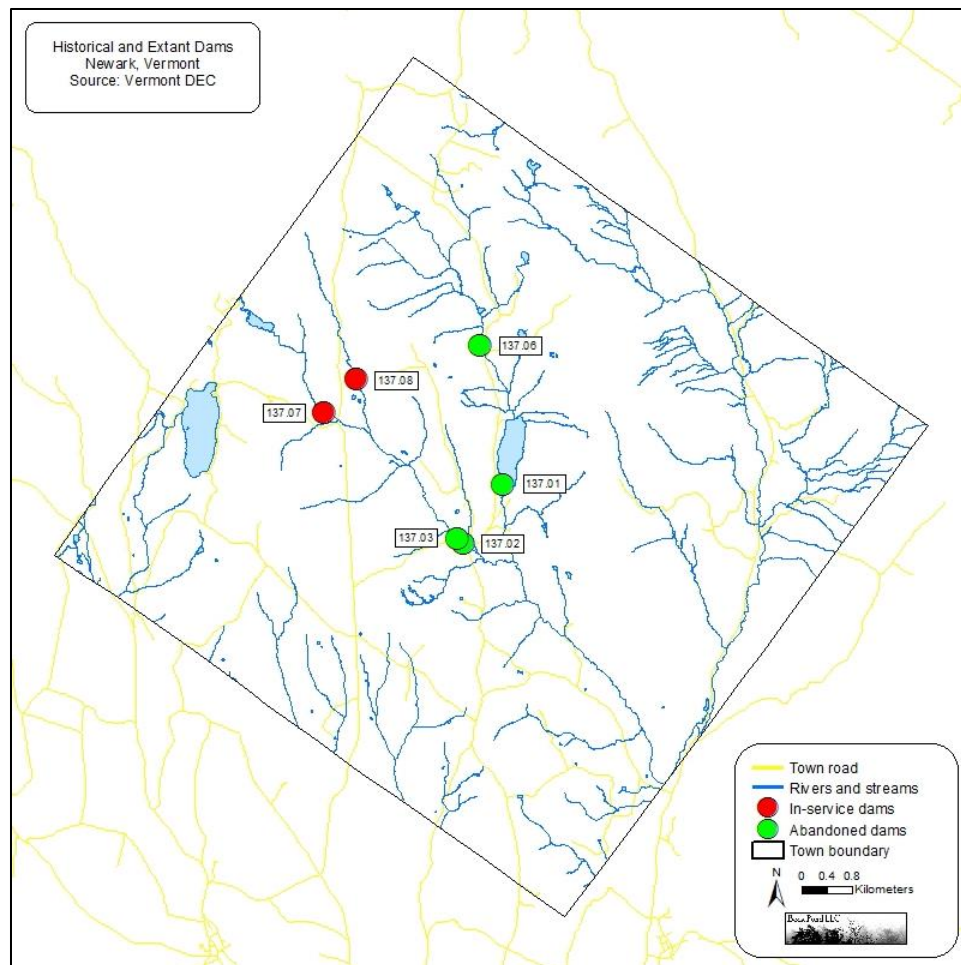 Historical and Extant Dams
Newark, Vermont
Source: Vermont DEC
137.06
137.08
137.07
137.01
137.03
137.02
Town road
Rivers and streams
In-service dams
Abandoned dams
Town boundary
N
0 0.4 0.8
Kilometers
Pond LLC